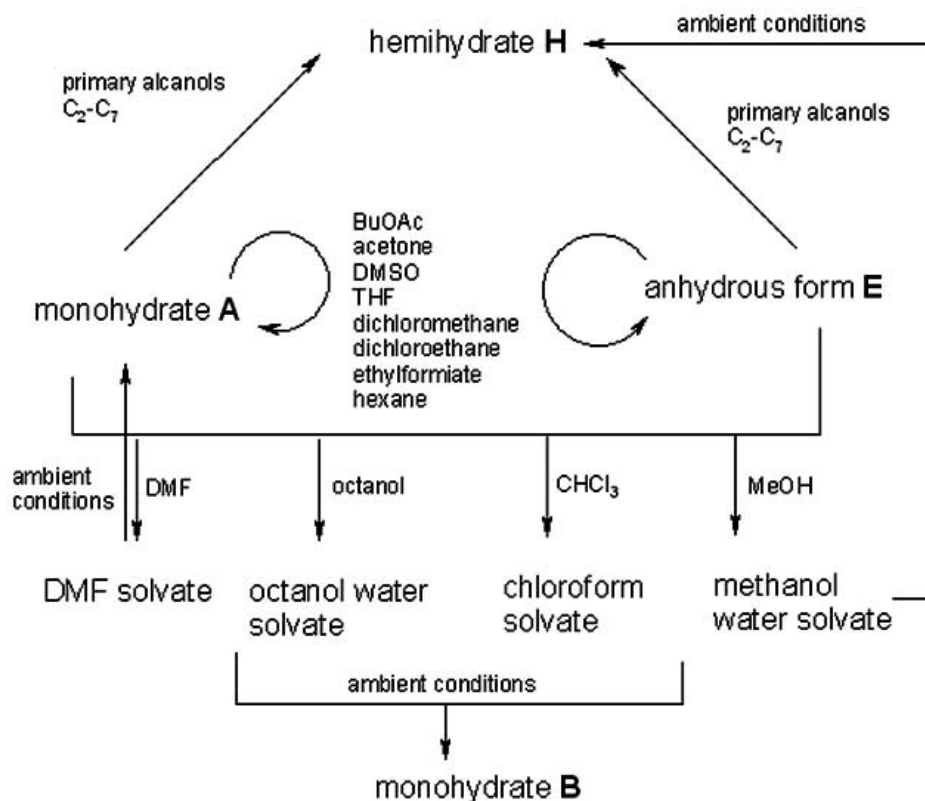 hemihydrate H
ambient conditions
primary alcanols
C₂-C₇
primary alcanols
C₂-C₇
BuOAc
acetone
DMSO
THF
dichloromethane
dichloroethane
ethylformiate
hexane
monohydrate A
anhydrous form E
ambient
conditions
DMF
octanol
CHCl₃
MeOH
DMF solvate
octanol water
solvate
chloroform
solvate
methanol
water solvate
ambient conditions
monohydrate B